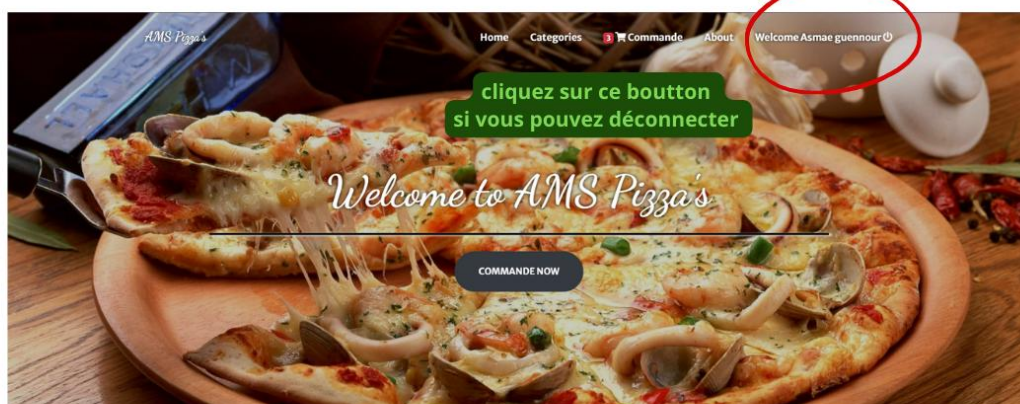 AMS Pizza's
Home Categories 3 Commande About Welcome Asmae guennour
cliquez sur ce boutton
si vous pouvez déconnecter
Welcome to AMS Pizza's
COMMANDE NOW